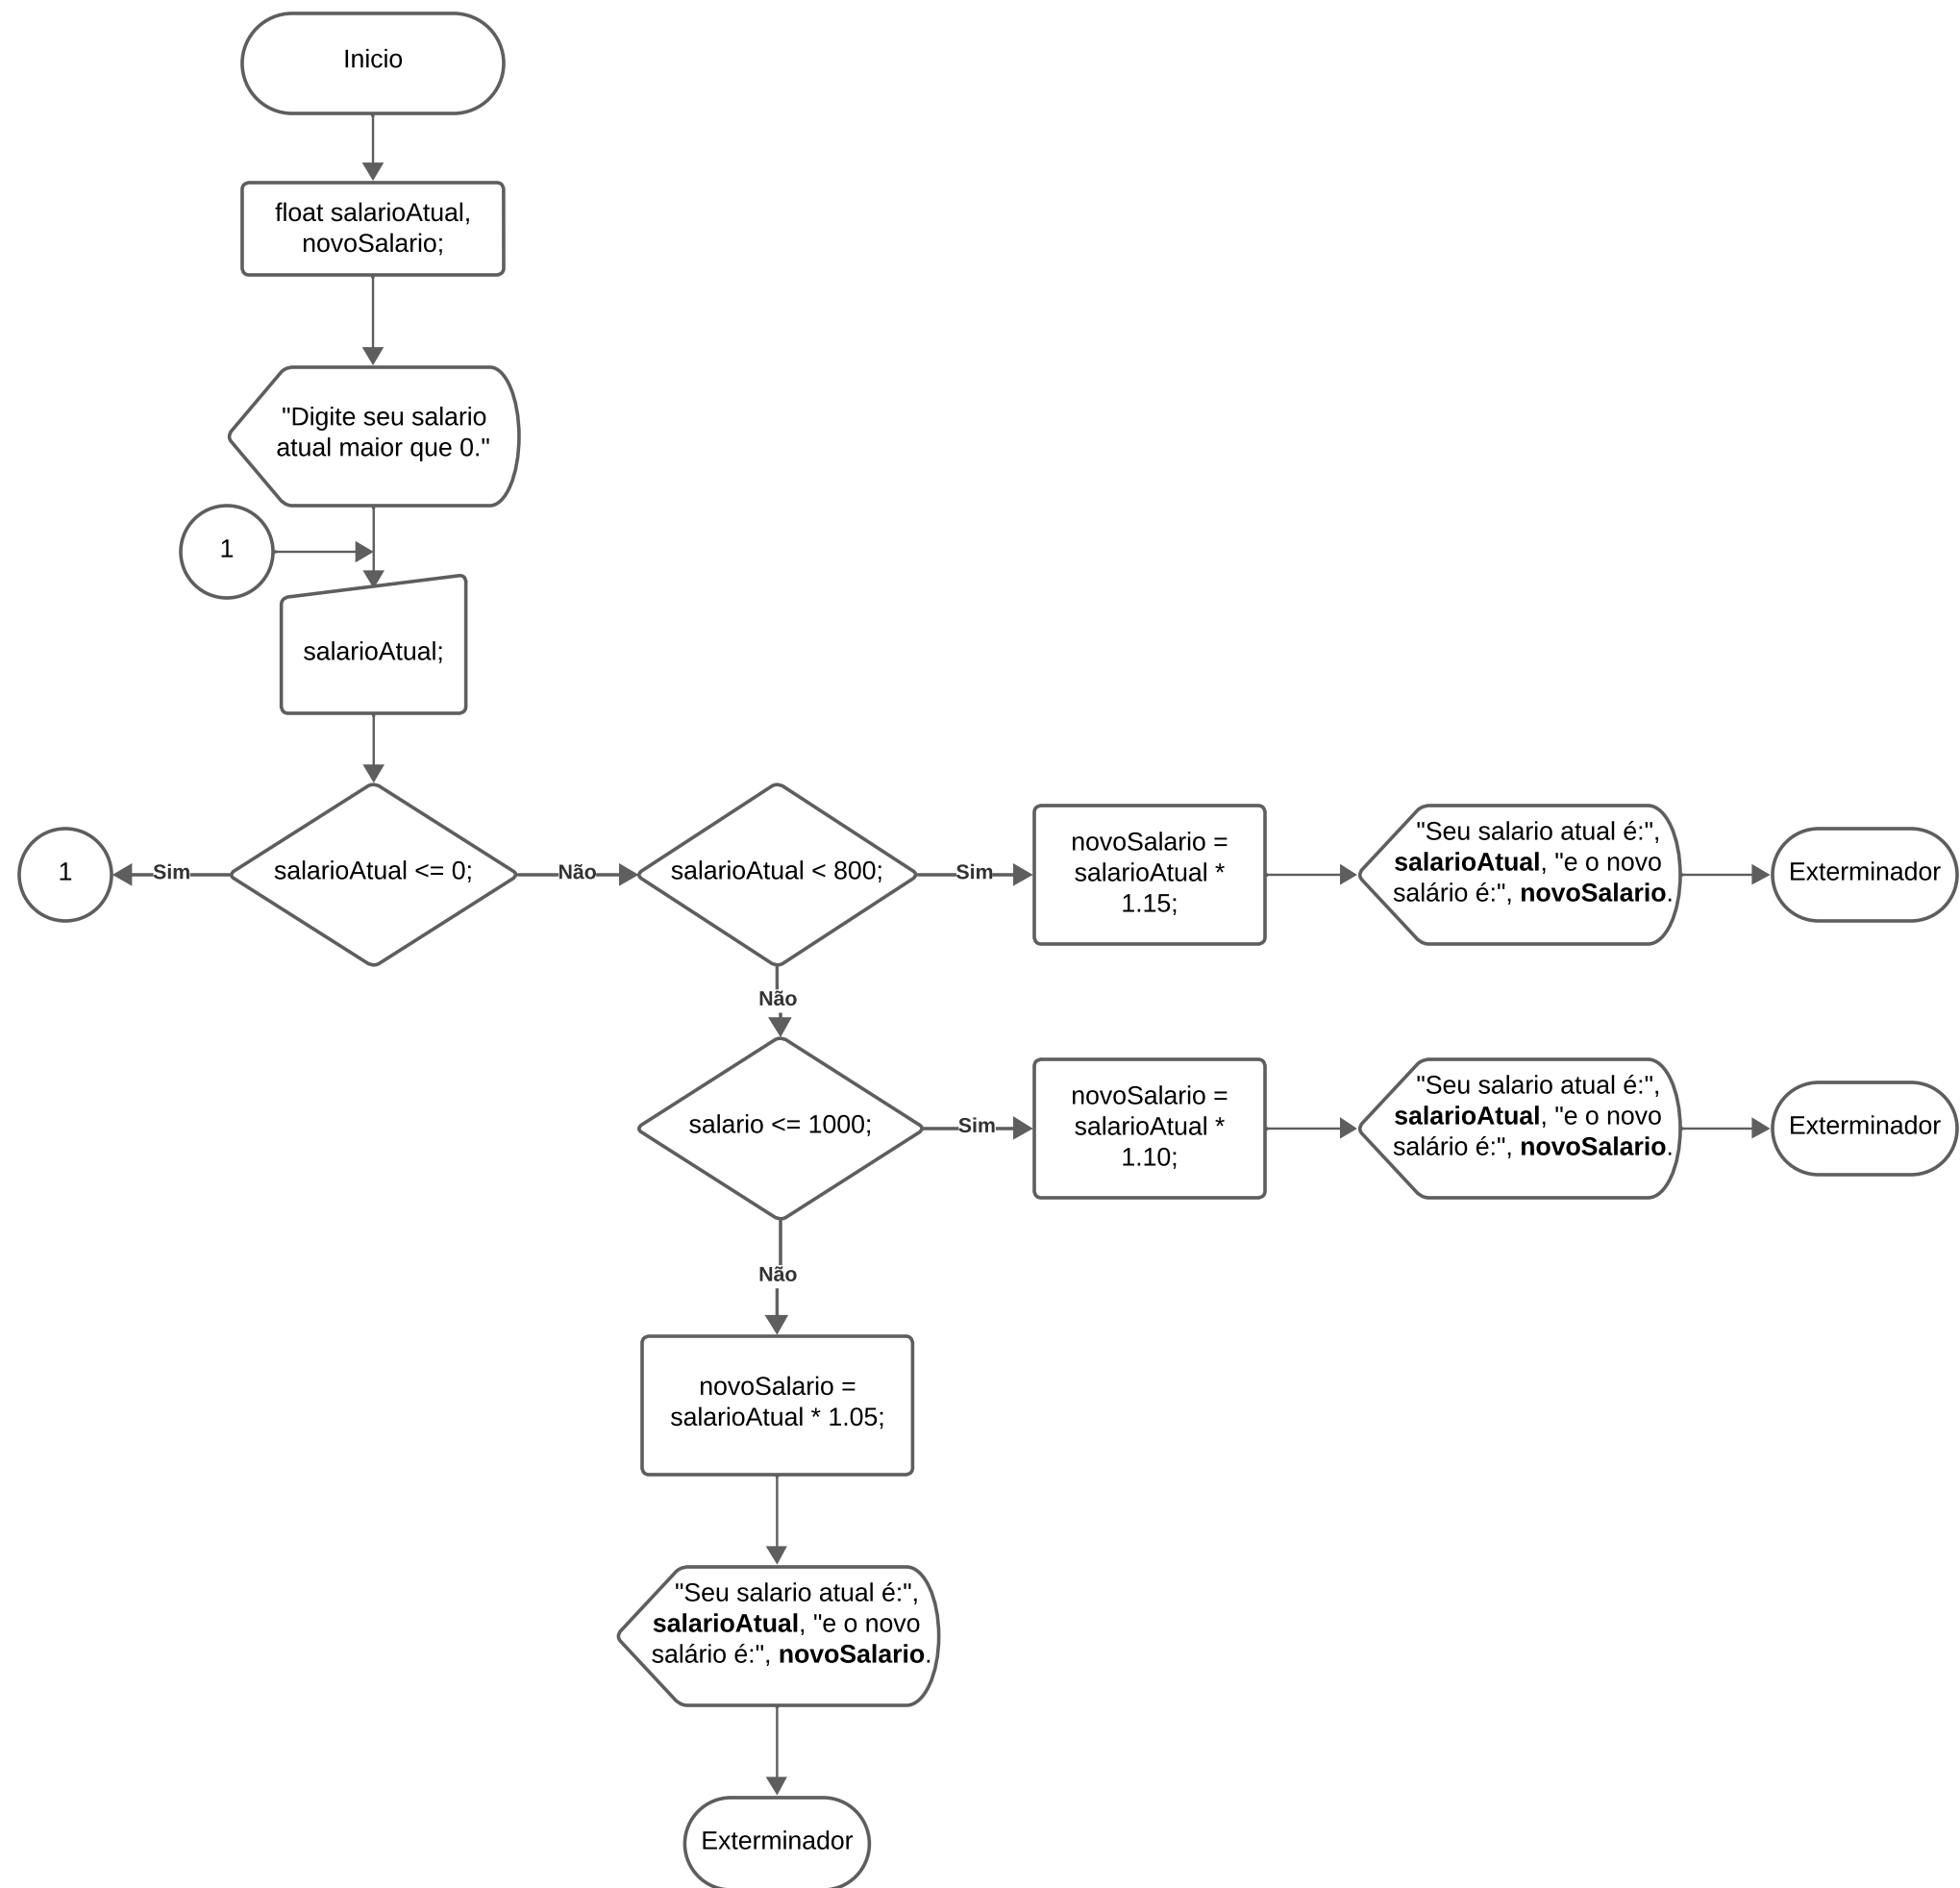 Inicio
float salarioAtual,
novoSalario;
"Digite seu salario
atual maior que 0."
1
salarioAtual;
1
Sim
salarioAtual <= 0;
Não
salarioAtual < 800;
Sim
novoSalario =
salarioAtual *
1.15;
"Seu salario atual é:",
salarioAtual, "e o novo
salário é:", novoSalario.
Exterminador
Não
salario <= 1000;
Sim
novoSalario =
salarioAtual *
1.10;
"Seu salario atual é:",
salarioAtual, "e o novo
salário é:", novoSalario.
Exterminador
Não
novoSalario =
salarioAtual * 1.05;
"Seu salario atual é:",
salarioAtual, "e o novo
salário é:", novoSalario.
Exterminador